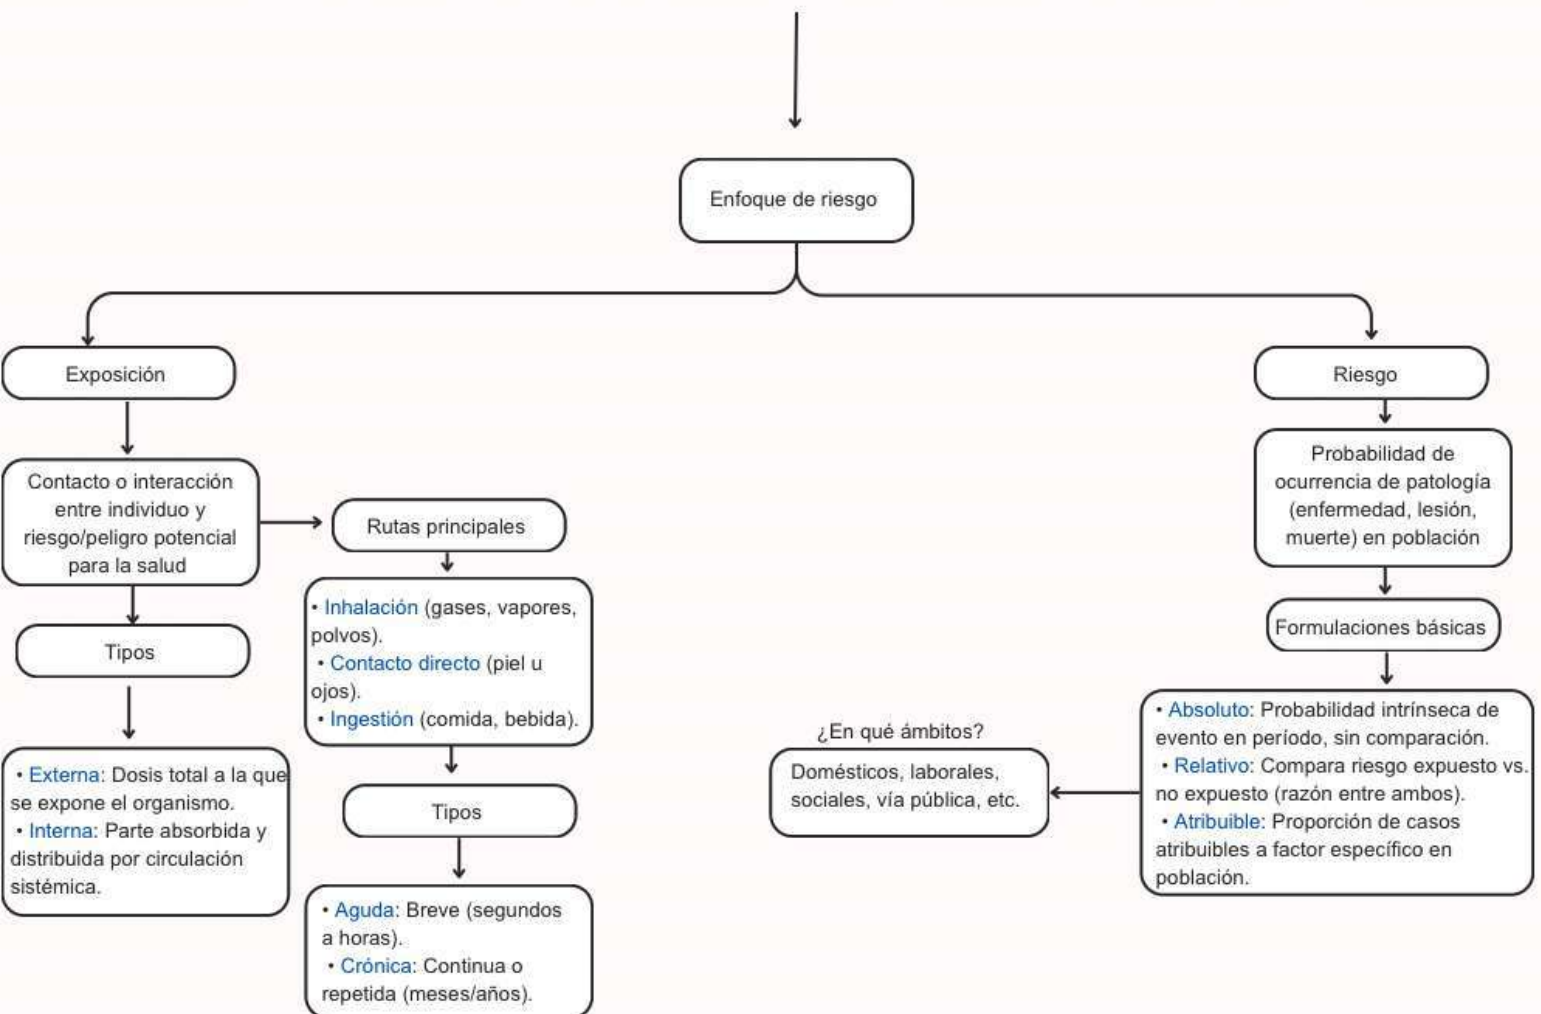 Enfoque de riesgo
Exposición
Contacto o interacción
entre individuo y
riesgo/peligro potencial
para la salud
Tipos
• Externa: Dosis total a la que
se expone el organismo.
• Interna: Parte absorbida y
distribuida por circulación
sistémica.
Rutas principales
• Inhalación (gases, vapores,
polvos).
• Contacto directo (piel u
ojos).
• Ingestión (comida, bebida).
Tipos
• Aguda: Breve (segundos
a horas).
• Crónica: Continua o
repetida (meses/años).
Riesgo
Probabilidad de
ocurrencia de patología
(enfermedad, lesión,
muerte) en población
Formulaciones básicas
• Absoluto: Probabilidad intrínseca de
evento en período, sin comparación.
• Relativo: Compara riesgo expuesto vs.
no expuesto (razón entre ambos).
• Atribuible: Proporción de casos
atribuibles a factor específico en
población.
¿En qué ámbitos?
Domésticos, laborales,
sociales, vía pública, etc.